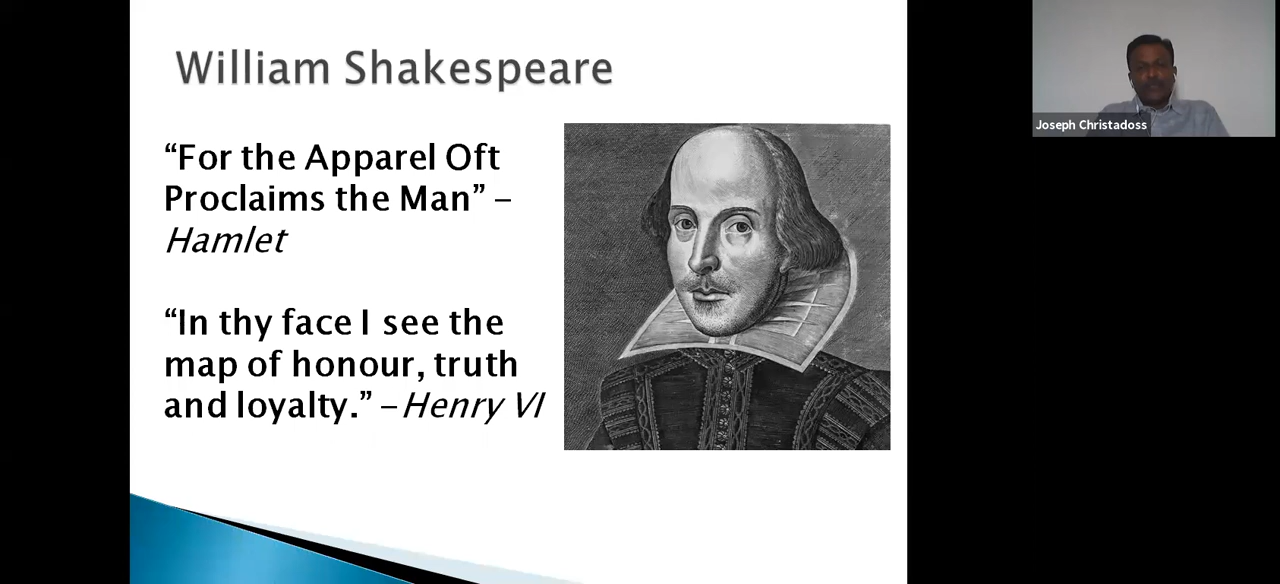 William Shakespeare
“For the Apparel Oft
Proclaims the Man” –
Hamlet
“In thy face I see the
map of honour, truth
and loyalty.” – Henry VI
Joseph Christadoss